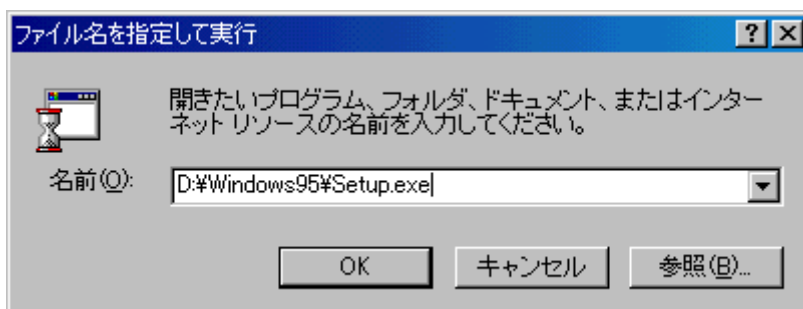 ファイル名を指定して実行
開きたいプログラム、フォルダ、ドキュメント、またはインター
ネット リソースの名前を入力してください。
名前(O): D:¥Windows95¥Setup.exe
OK キャンセル 参照(B)...